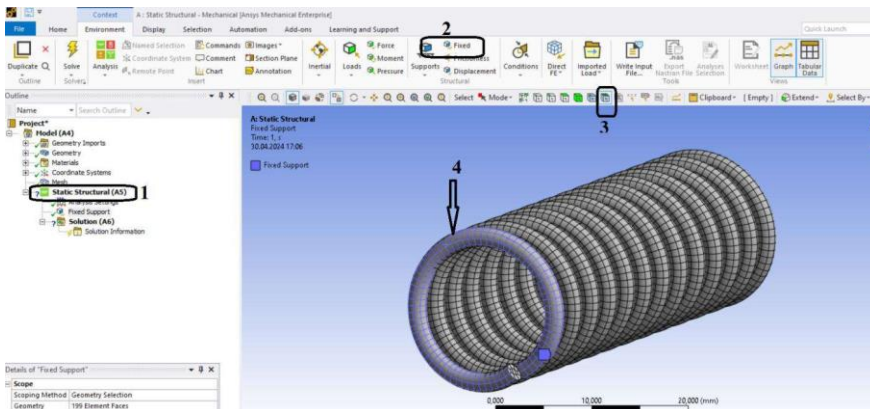 Context
A : Static Structural - Mechanical [Ansys Mechanical Enterprise]
2
File Home Environment Display Selection Automation Add-ons Learning and Support Quick Launch
Duplicate Q Solve Analysis Named Selection Commands Images Inertial Loads Force Supports Fixed Conditions Direct FE Imported Load Write Input File... Export Nastran File Analyses Selection Worksheet Graph Tabular Data
Coordinate System Comment Section Plane Moment Frictionless
Remote Point Chart Annotation Pressure Displacement
Outline Solver Insert Structural Tools Views
Outline
Name Search Outline Select Mode Clipboard [Empty] Extend Select By
Project*
Model (A4)
Geometry Imports
Geometry
Materials
Coordinate Systems
Mesh
Static Structural (A5) 1
Analysis Settings
Fixed Support
Solution (A6)
Solution Information
A: Static Structural
Fixed Support
Time: 1, s
30.04.2024 17:06
Fixed Support
3
4
Details of "Fixed Support"
Scope
Scoping Method Geometry Selection
Geometry 199 Element Faces
0,000 10,000 20,000 (mm)